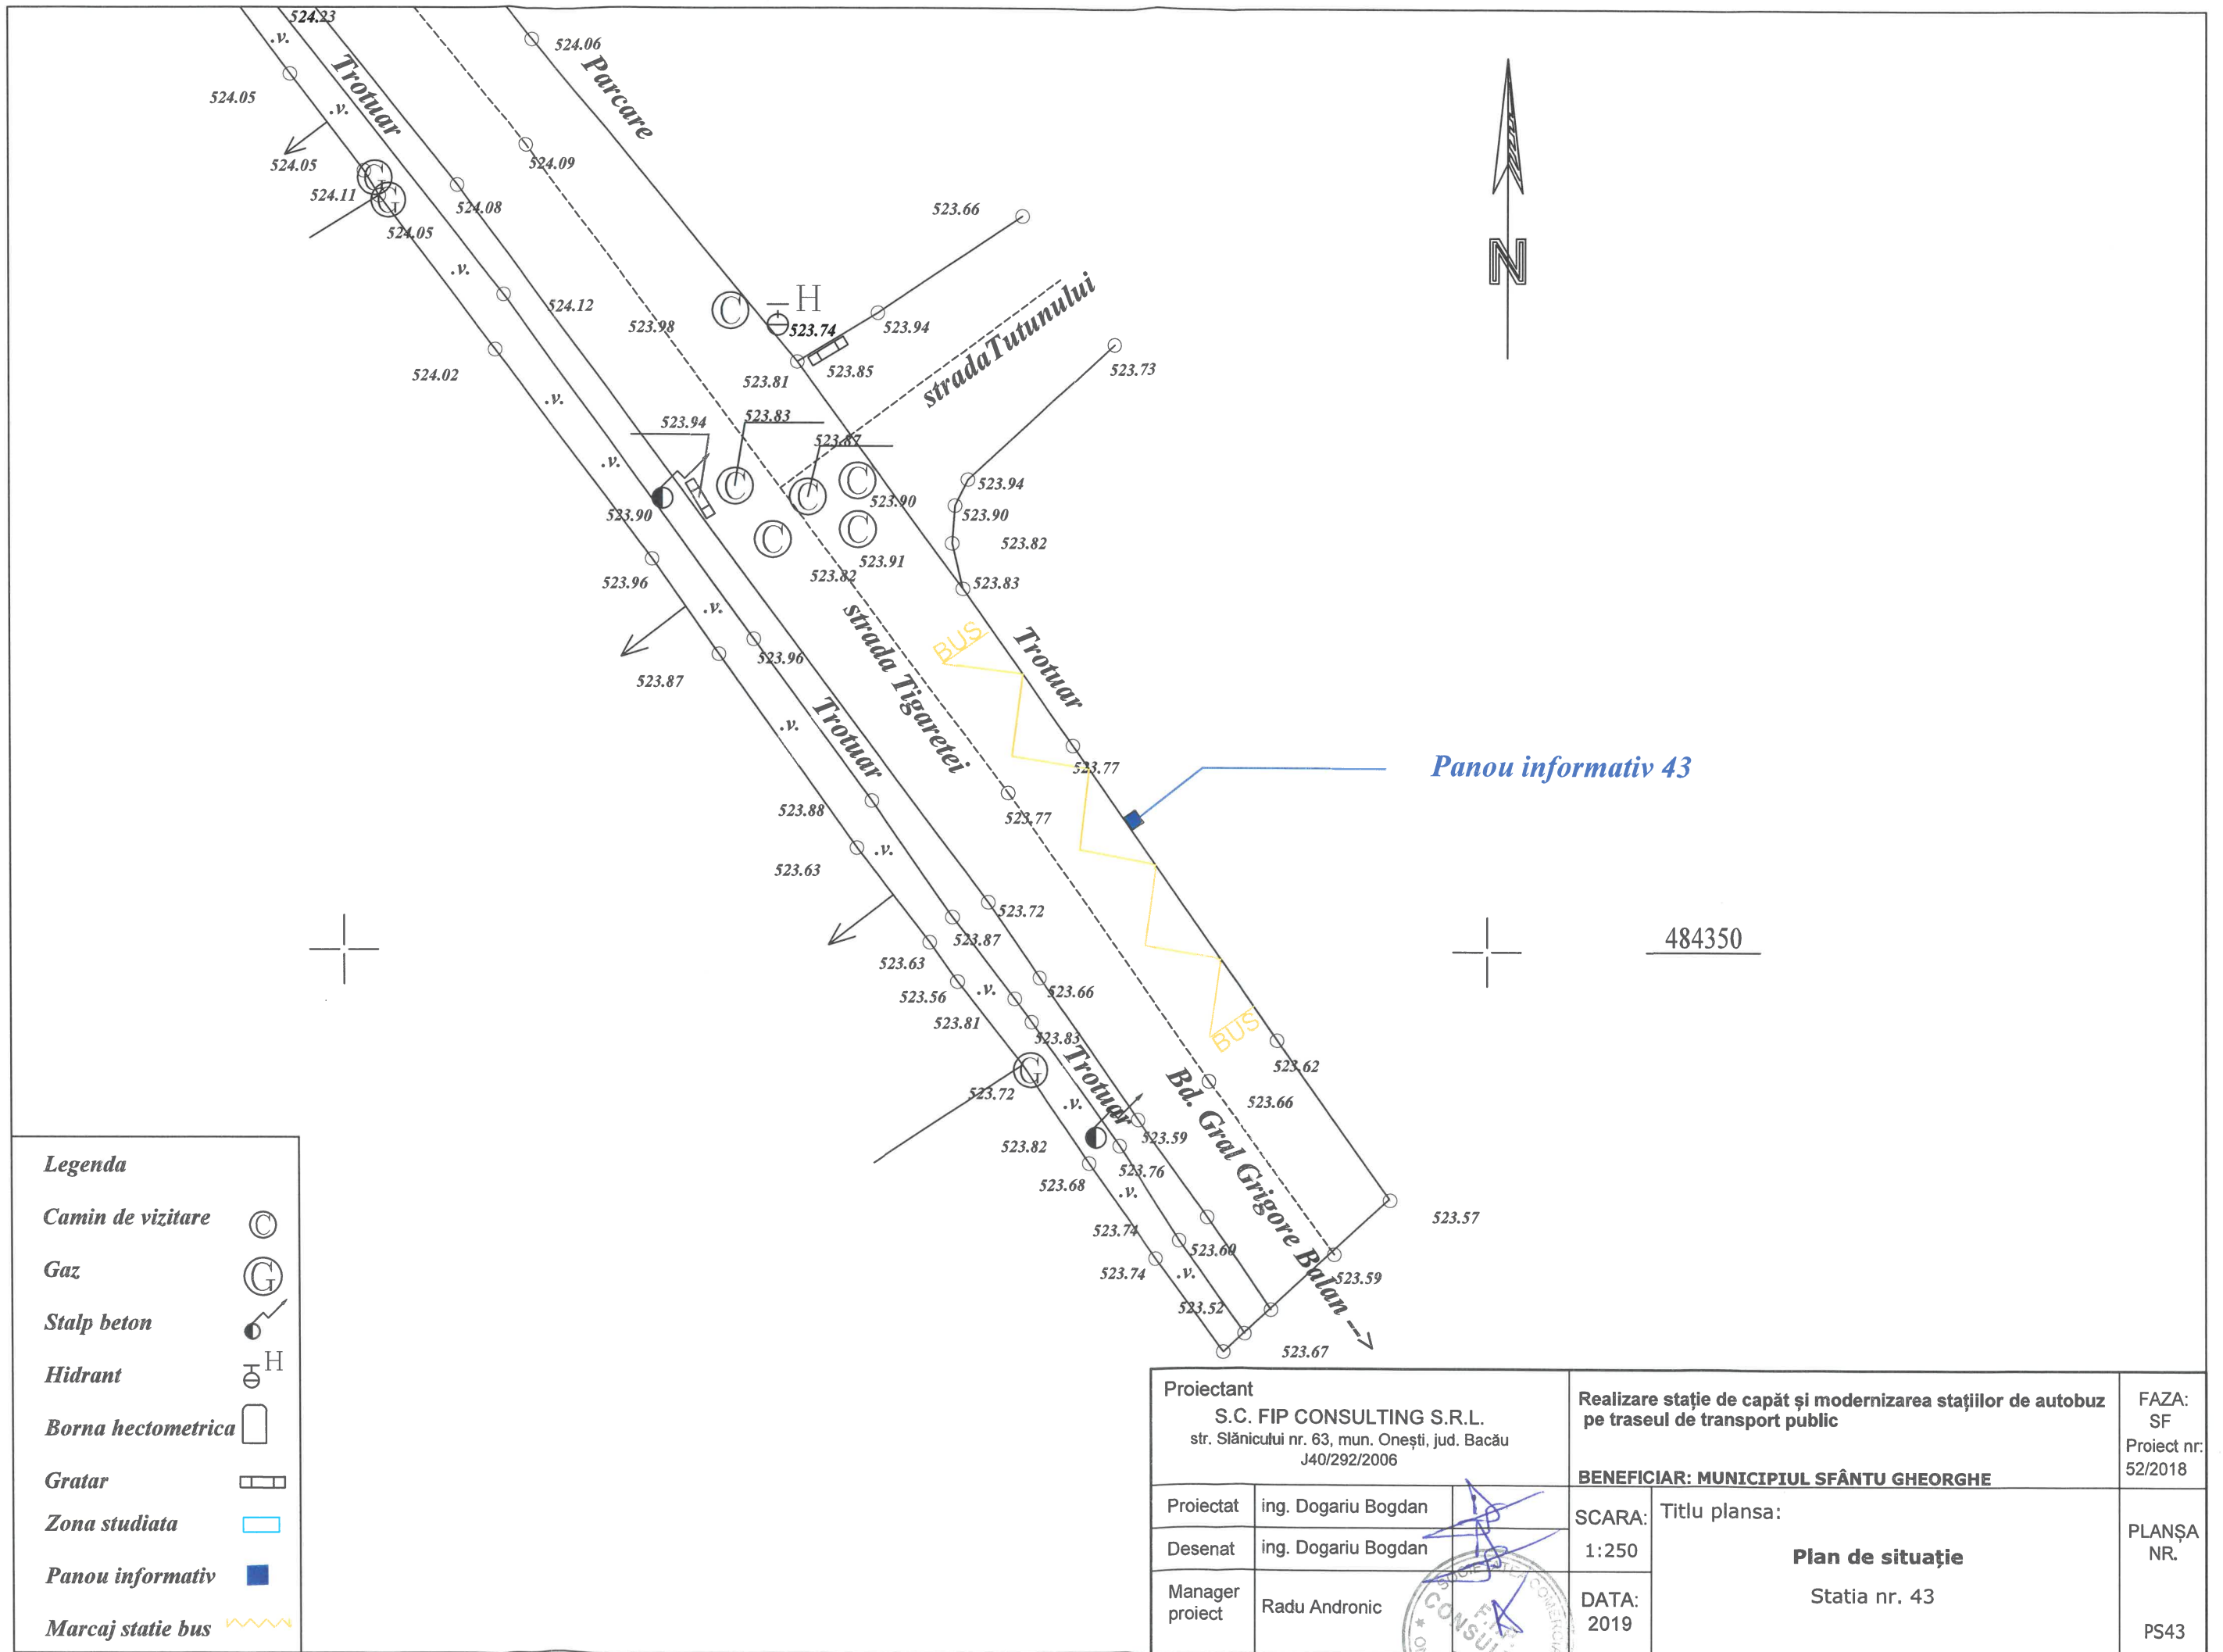 524.23
.v.
524.06
Trotuar
Parcare
524.05
.v.
524.09
524.05
G
524.11
G
524.08
523.66
524.05
N
.v.
C
H
524.12
523.98
523.74
523.94
stradaTutunului
524.02
523.81
523.85
523.73
.v.
523.94
523.83
523.87
.v.
C
C
C
523.90
523.94
523.90
523.90
C
C
523.82
523.91
523.82
523.96
523.83
.v.
strada Tigaretei
BUS
Trotuar
523.96
523.87
.v.
Trotuar
523.77
Panou informativ 43
523.88
523.77
.v.
523.63
523.72
523.87
484350
523.63
523.56
.v.
523.66
523.81
523.83
BUS
G
Trotuar
523.62
523.72
.v.
Bd. Gral Grigore Balan -->
523.66
523.82
523.59
523.68
523.76
.v.
523.57
523.74
523.60
523.74
.v.
523.59
523.52
523.67
Legenda
Camin de vizitare C
Gaz G
Stalp beton
Hidrant H
Borna hectometrica
Gratar
Zona studiata
Panou informativ
Marcaj statie bus
Proiectant
S.C. FIP CONSULTING S.R.L.
str. Slănicului nr. 63, mun. Onești, jud. Bacău
J40/292/2006
Realizare stație de capăt și modernizarea stațiilor de autobuz
pe traseul de transport public
BENEFICIAR: MUNICIPIUL SFÂNTU GHEORGHE
FAZA:
SF
Proiect nr:
52/2018
Proiectat ing. Dogariu Bogdan
Desenat ing. Dogariu Bogdan
Manager
proiect
Radu Andronic
SCARA:
1:250
DATA:
2019
Titlu plansa:
Plan de situație
Statia nr. 43
PLANȘA
NR.
PS43